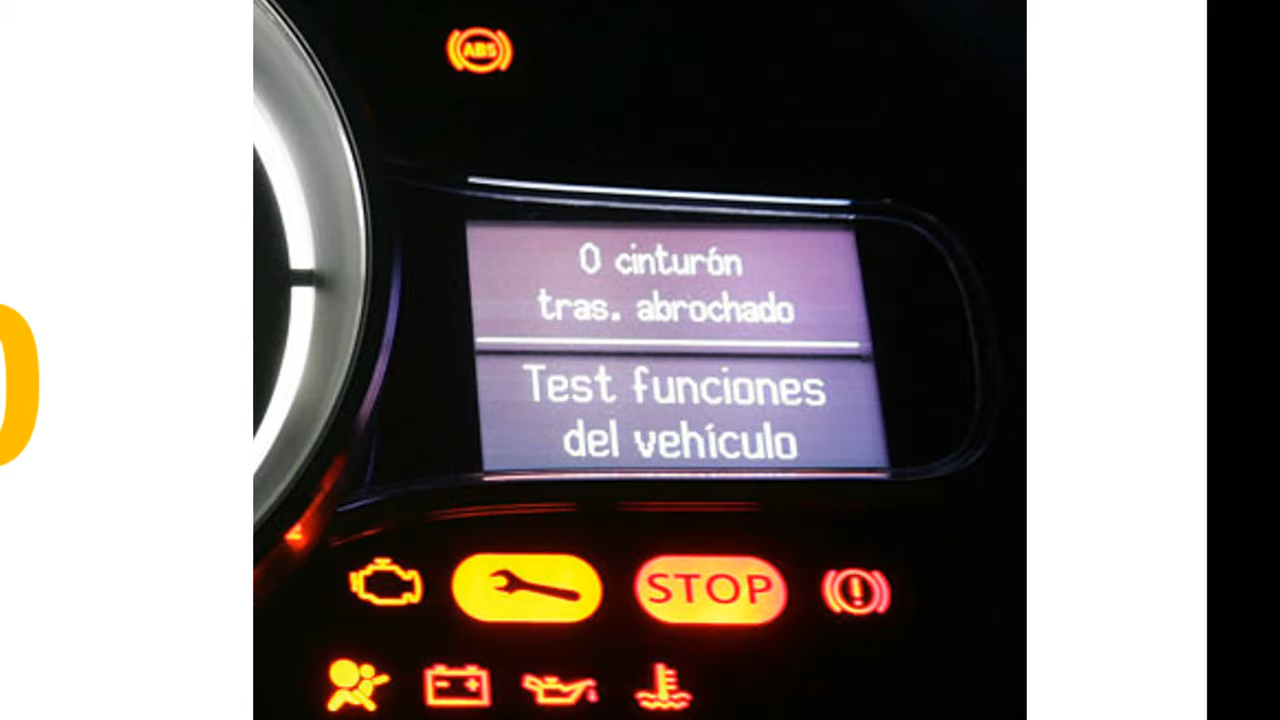 ABS
0 cinturón
tras. abrochado
Test funciones
del vehículo
STOP